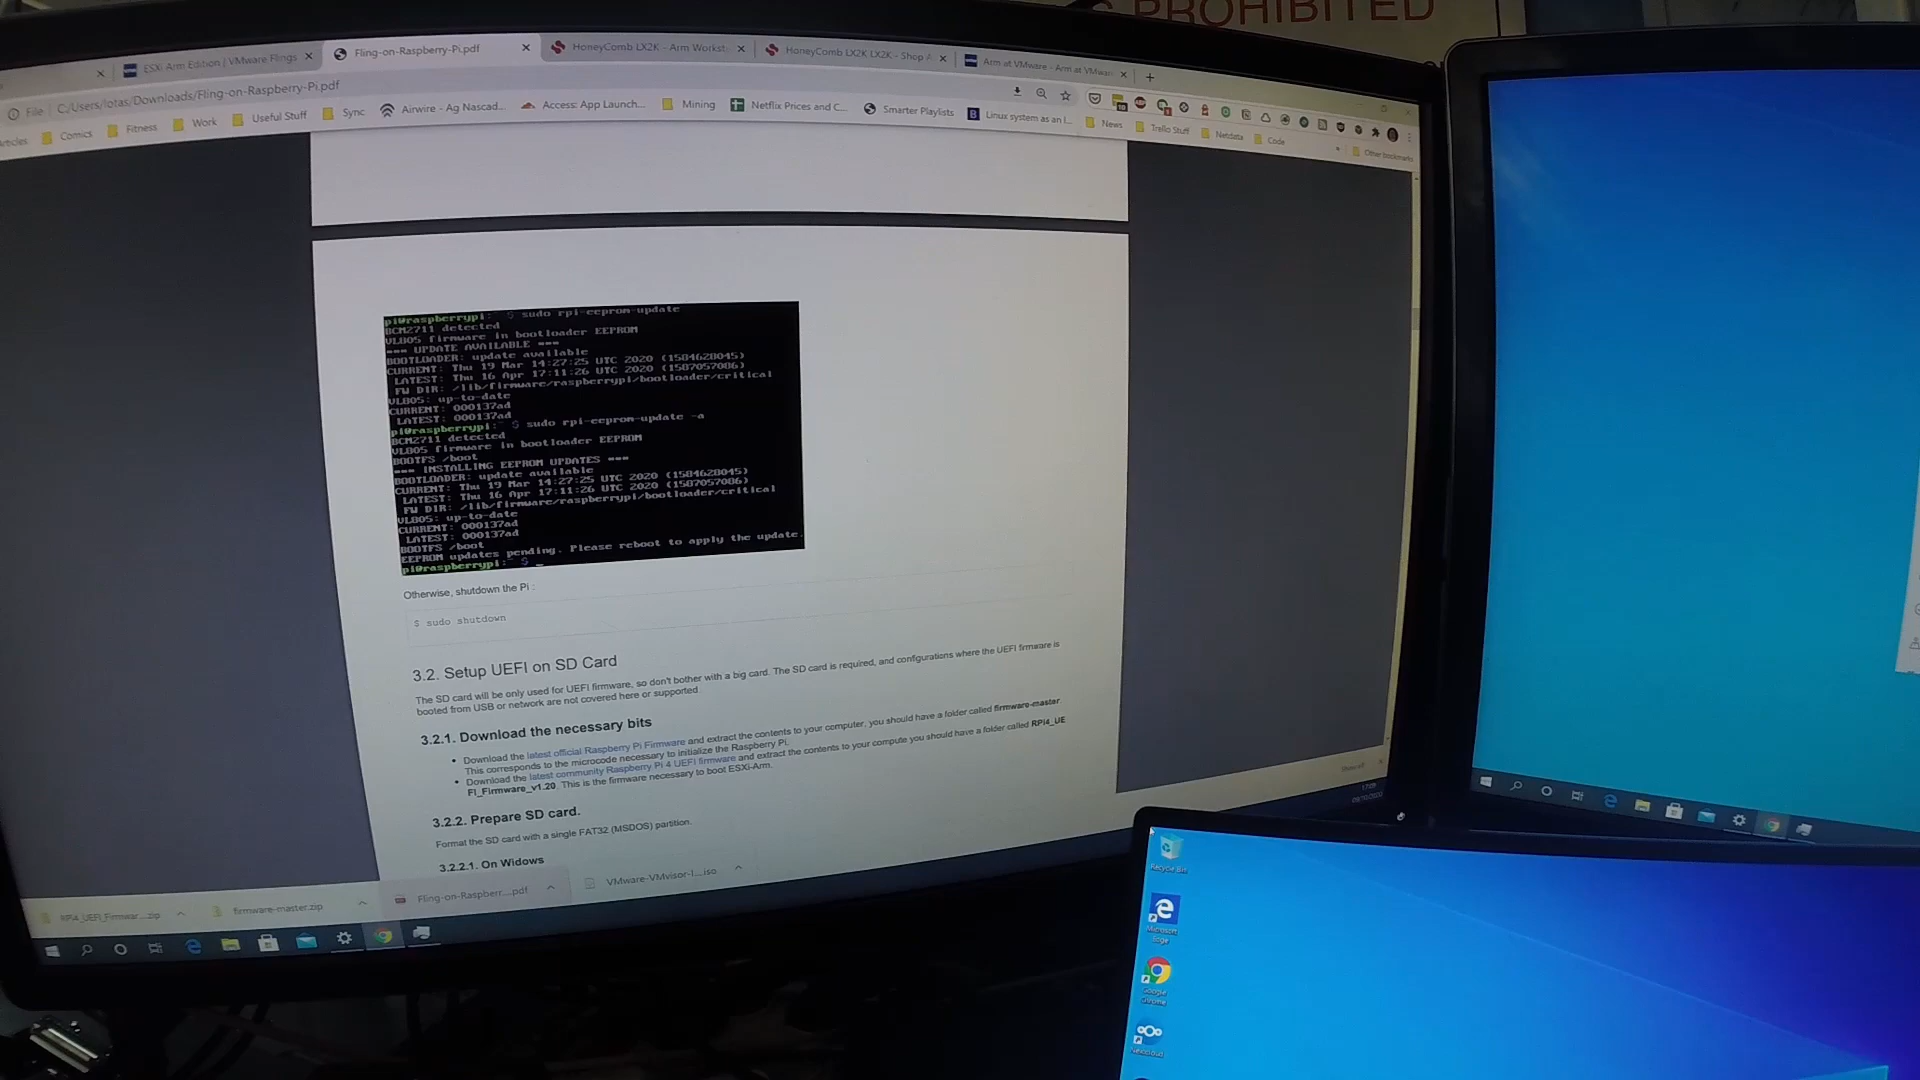 PROHIBITED
ESXi Arm Edition | VMware Flings
Fling-on-Raspberry-Pi.pdf
HoneyComb LX2K - Arm Workst
HoneyComb LX2K LX2K - Shop A
Arm at VMware - Arm at VMwar
File C:/Users/lotas/Downloads/Fling-on-Raspberry-Pi.pdf
Comics
Fitness
Work
Useful Stuff
Sync
Airwire - Ag Nascad...
Access: App Launch...
Mining
Netflix Prices and C...
Smarter Playlists
Linux system as an I...
News
Trello Stuff
Netdata
Code
Other bookmarks
pi@raspberrypi: $ sudo rpi-eeprom-update
BCM2711 detected
VL805 firmware in bootloader EEPROM
=== UPDATE AVAILABLE ===
BOOTLOADER: update available
CURRENT: Thu 19 Mar 14:27:25 UTC 2020 (1584628045)
LATEST: Thu 16 Apr 17:11:26 UTC 2020 (1587057086)
FW DIR: /lib/firmware/raspberrypi/bootloader/critical
VL805: up-to-date
CURRENT: 000137ad
LATEST: 000137ad
pi@raspberrypi: $ sudo rpi-eeprom-update -a
BCM2711 detected
VL805 firmware in bootloader EEPROM
BOOTFS /boot
=== INSTALLING EEPROM UPDATES ===
BOOTLOADER: update available
CURRENT: Thu 19 Mar 14:27:25 UTC 2020 (1584628045)
LATEST: Thu 16 Apr 17:11:26 UTC 2020 (1587057086)
FW DIR: /lib/firmware/raspberrypi/bootloader/critical
VL805: up-to-date
CURRENT: 000137ad
LATEST: 000137ad
BOOTFS /boot
EEPROM updates pending. Please reboot to apply the update.
pi@raspberrypi: $ _
Otherwise, shutdown the Pi :
$ sudo shutdown
3.2. Setup UEFI on SD Card
The SD card will be only used for UEFI firmware, so don't bother with a big card. The SD card is required, and configurations where the UEFI firmware is
booted from USB or network are not covered here or supported.
3.2.1. Download the necessary bits
• Download the latest official Raspberry Pi Firmware and extract the contents to your computer, you should have a folder called firmware-master.
This corresponds to the microcode necessary to initialize the Raspberry Pi.
• Download the latest community Raspberry Pi 4 UEFI firmware and extract the contents to your compute you should have a folder called RPi4_UE
FI_Firmware_v1.20. This is the firmware necessary to boot ESXi-Arm.
3.2.2. Prepare SD card.
Format the SD card with a single FAT32 (MSDOS) partition.
3.2.2.1. On Widows
RPi4_UEFI_Firmwar....zip
firmware-master.zip
Fling-on-Raspberr....pdf
VMware-VMvisor-I....iso
Show all
17:09
Recycle Bin
Microsoft
Edge
Google
Chrome
Nextcloud